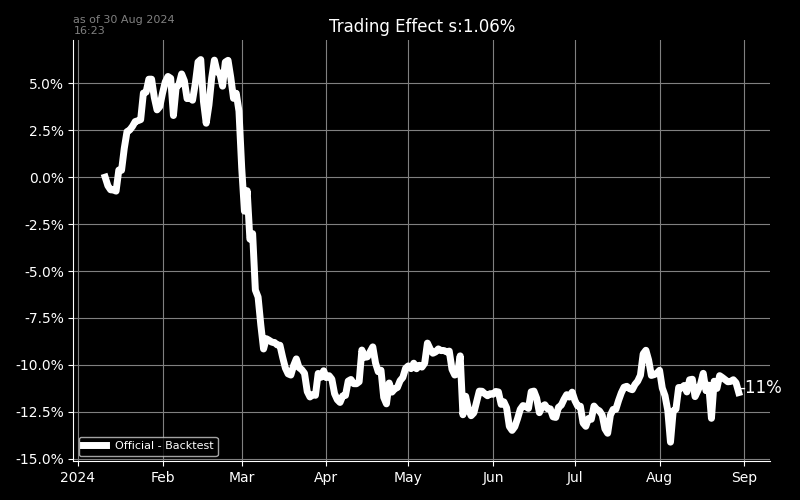 as of 30 Aug 2024
16:23
Trading Effect s:1.06%
5.0%
2.5%
0.0%
-2.5%
-5.0%
-7.5%
-10.0%
-12.5%
-15.0%
-11%
Official - Backtest
2024 Feb Mar Apr May Jun Jul Aug Sep